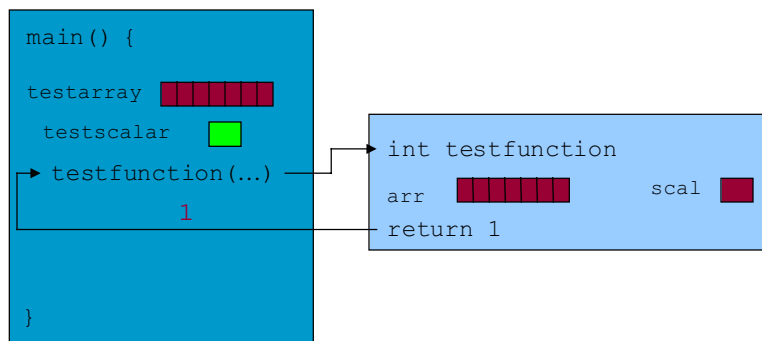 main() {
testarray
testscalar
testfunction(…)
1
}
int testfunction
arr
scal
return 1